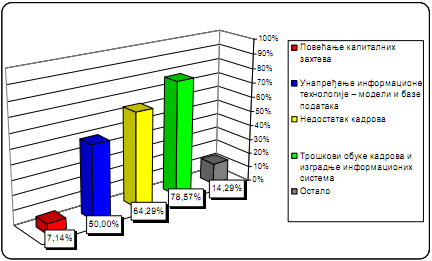 100%
90%
80%
70%
60%
50%
40%
30%
20%
10%
0%
7,14%
50,00%
64,29%
78,57%
14,29%
Повећање капиталних
захтева
Унапређење информационе
технологије – модели и базе
података
Недостатак кадрова
Трошкови обуке кадрова и
изградње информационих
система
Остало